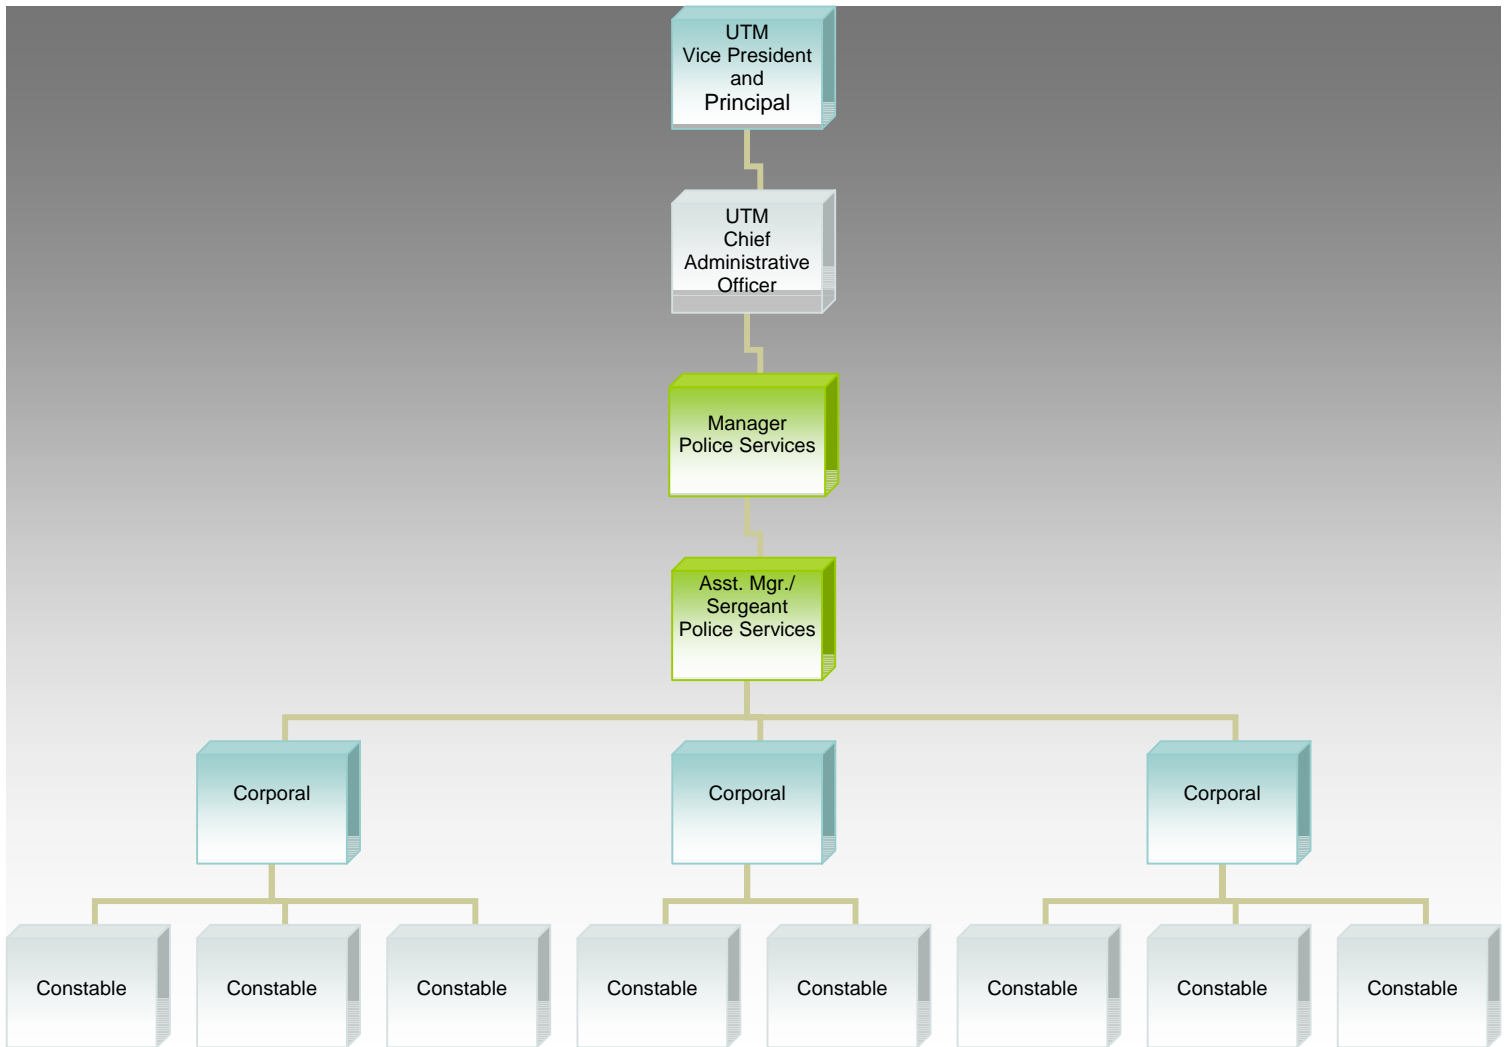 UTM
Vice President
and
Principal
UTM
Chief
Administrative
Officer
Manager
Police Services
Asst. Mgr./
Sergeant
Police Services
Corporal
Corporal
Corporal
Constable
Constable
Constable
Constable
Constable
Constable
Constable
Constable